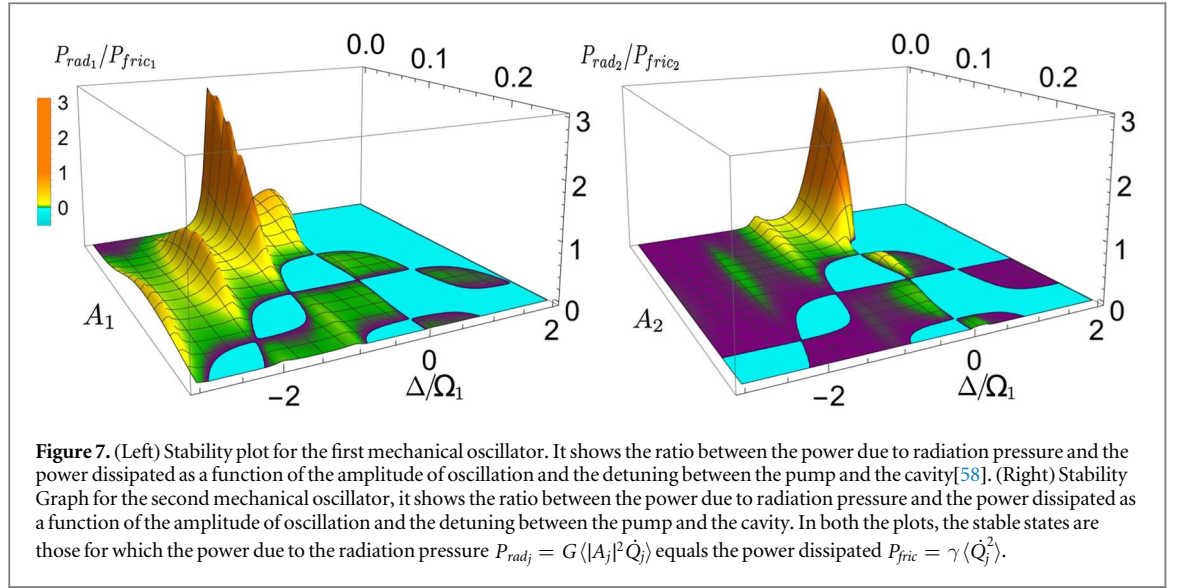 P_{rad_1}/P_{fric_1}
0.0
0.1
0.2
3
2
1
0
3
2
1
0
A_1
-2
0
2
Δ/Ω_1
P_{rad_2}/P_{fric_2}
0.0
0.1
0.2
3
2
1
0
A_2
-2
0
2
Δ/Ω_1
Figure 7. (Left) Stability plot for the first mechanical oscillator. It shows the ratio between the power due to radiation pressure and the
power dissipated as a function of the amplitude of oscillation and the detuning between the pump and the cavity[58]. (Right) Stability
Graph for the second mechanical oscillator, it shows the ratio between the power due to radiation pressure and the power dissipated as
a function of the amplitude of oscillation and the detuning between the pump and the cavity. In both the plots, the stable states are
those for which the power due to the radiation pressure P_{rad_j} = G⟨|A_j|²Q̇_j⟩ equals the power dissipated P_{fric} = γ⟨Q̇_j²⟩.